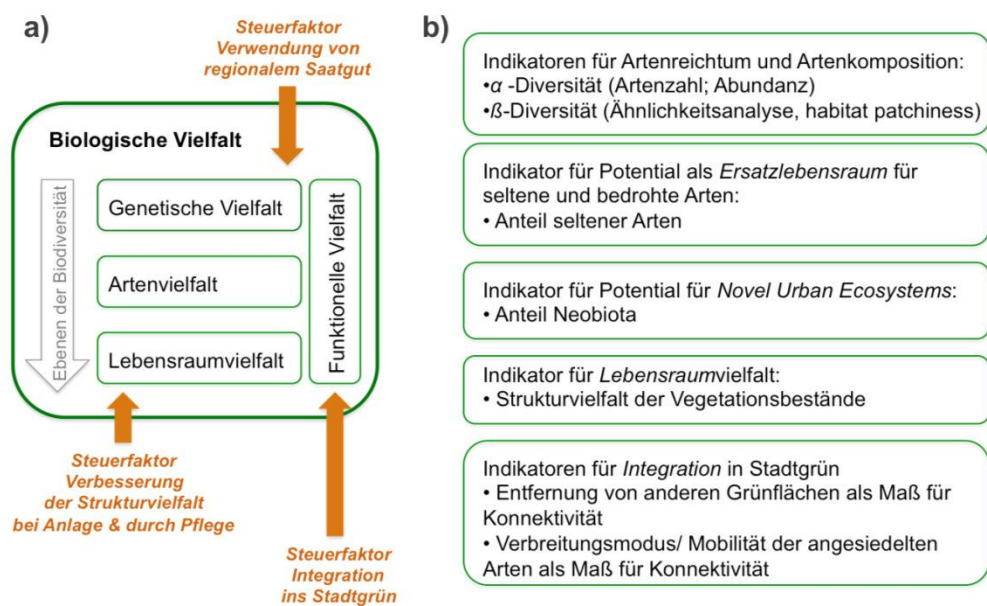 a)
Steuerfaktor
Verwendung von
regionalem Saatgut
Biologische Vielfalt
Ebenen der Biodiversität
Genetische Vielfalt
Artenvielfalt
Lebensraumvielfalt
Funktionelle Vielfalt
Steuerfaktor
Verbesserung
der Strukturvielfalt
bei Anlage & durch Pflege
Steuerfaktor
Integration
ins Stadtgrün
b)
Indikatoren für Artenreichtum und Artenkomposition:
•α -Diversität (Artenzahl; Abundanz)
•ß-Diversität (Ähnlichkeitsanalyse, habitat patchiness)
Indikator für Potential als Ersatzlebensraum für
seltene und bedrohte Arten:
• Anteil seltener Arten
Indikator für Potential für Novel Urban Ecosystems:
• Anteil Neobiota
Indikator für Lebensraumvielfalt:
• Strukturvielfalt der Vegetationsbestände
Indikatoren für Integration in Stadtgrün
• Entfernung von anderen Grünflächen als Maß für
Konnektivität
• Verbreitungsmodus/ Mobilität der angesiedelten
Arten als Maß für Konnektivität